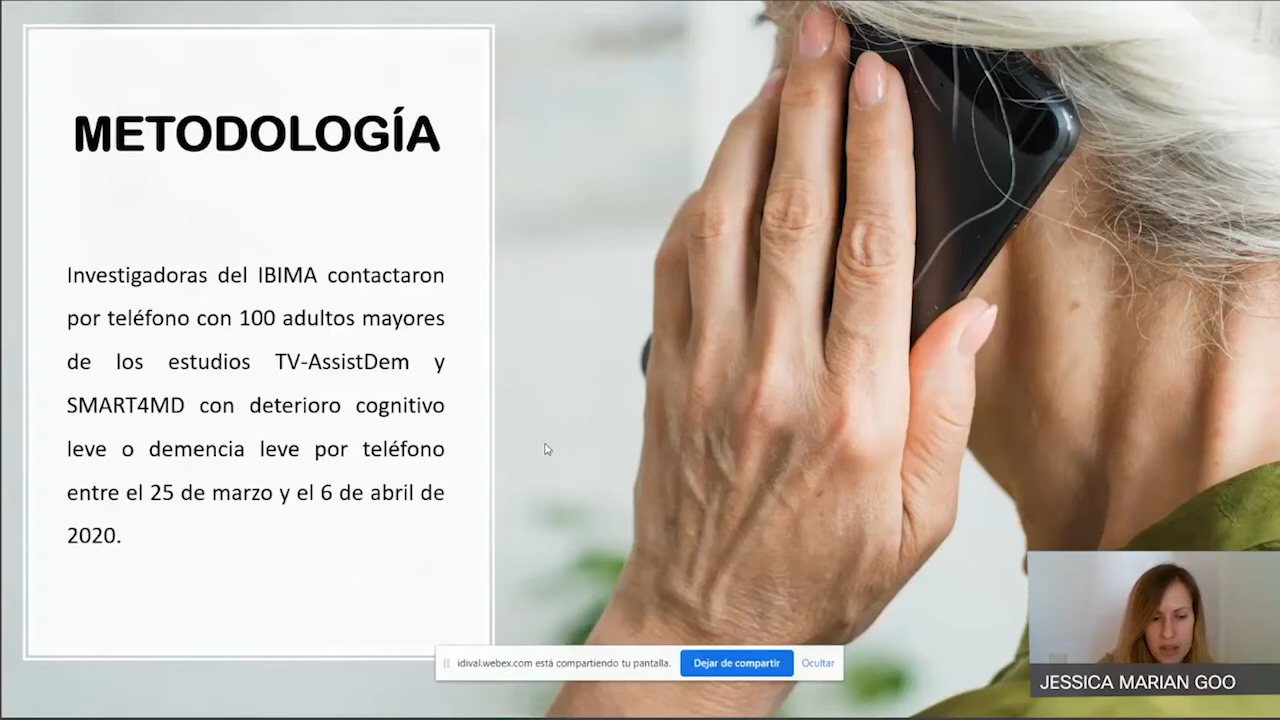 METODOLOGÍA
Investigadoras del IBIMA contactaron
por teléfono con 100 adultos mayores
de los estudios TV-AssistDem y
SMART4MD con deterioro cognitivo
leve o demencia leve por teléfono
entre el 25 de marzo y el 6 de abril de
2020.
idival.webex.com está compartiendo tu pantalla.
Dejar de compartir
Ocultar
JESSICA MARIAN GOO